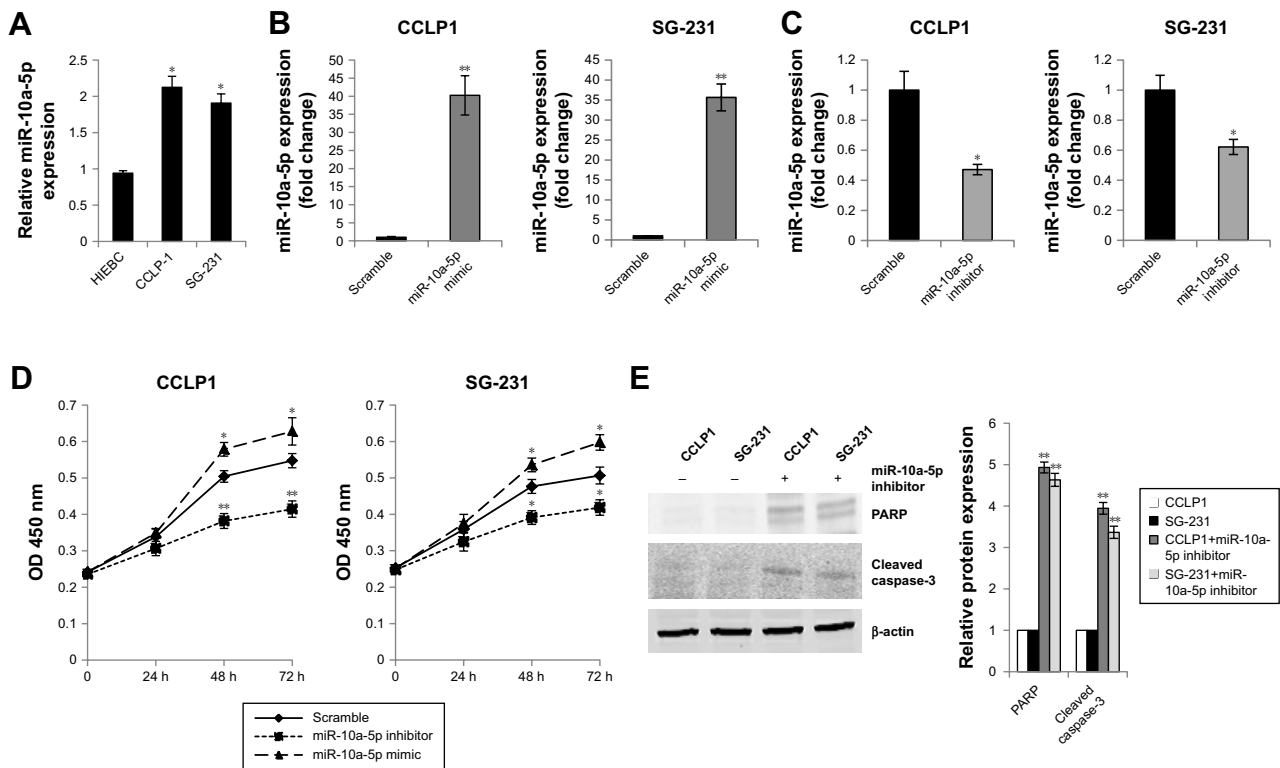 A
Relative miR-10a-5p
expression
2.5
2
1.5
1
0.5
0
*
*
HIEBC
CCLP-1
SG-231
B
CCLP1
miR-10a-5p expression
(fold change)
50
45
40
35
30
25
20
15
10
5
0
**
Scramble
miR-10a-5p
mimic
SG-231
miR-10a-5p expression
(fold change)
45
40
35
30
25
20
15
10
5
0
**
Scramble
miR-10a-5p
mimic
C
CCLP1
miR-10a-5p expression
(fold change)
1.2
1
0.8
0.6
0.4
0.2
0
*
Scramble
miR-10a-5p
inhibitor
SG-231
miR-10a-5p expression
(fold change)
1.2
1
0.8
0.6
0.4
0.2
0
*
Scramble
miR-10a-5p
inhibitor
D
CCLP1
OD 450 nm
0.7
0.6
0.5
0.4
0.3
0.2
0.1
0
*
*
**
**
0
24 h
48 h
72 h
SG-231
OD 450 nm
0.7
0.6
0.5
0.4
0.3
0.2
0.1
0
*
*
*
*
0
24 h
48 h
72 h
Scramble
miR-10a-5p inhibitor
miR-10a-5p mimic
E
CCLP1
SG-231
CCLP1
SG-231
– – + +
miR-10a-5p
inhibitor
PARP
Cleaved
caspase-3
β-actin
Relative protein expression
6
5
4
3
2
1
0
**
**
**
**
PARP
Cleaved
caspase-3
CCLP1
SG-231
CCLP1+miR-10a-
5p inhibitor
SG-231+miR-
10a-5p inhibitor